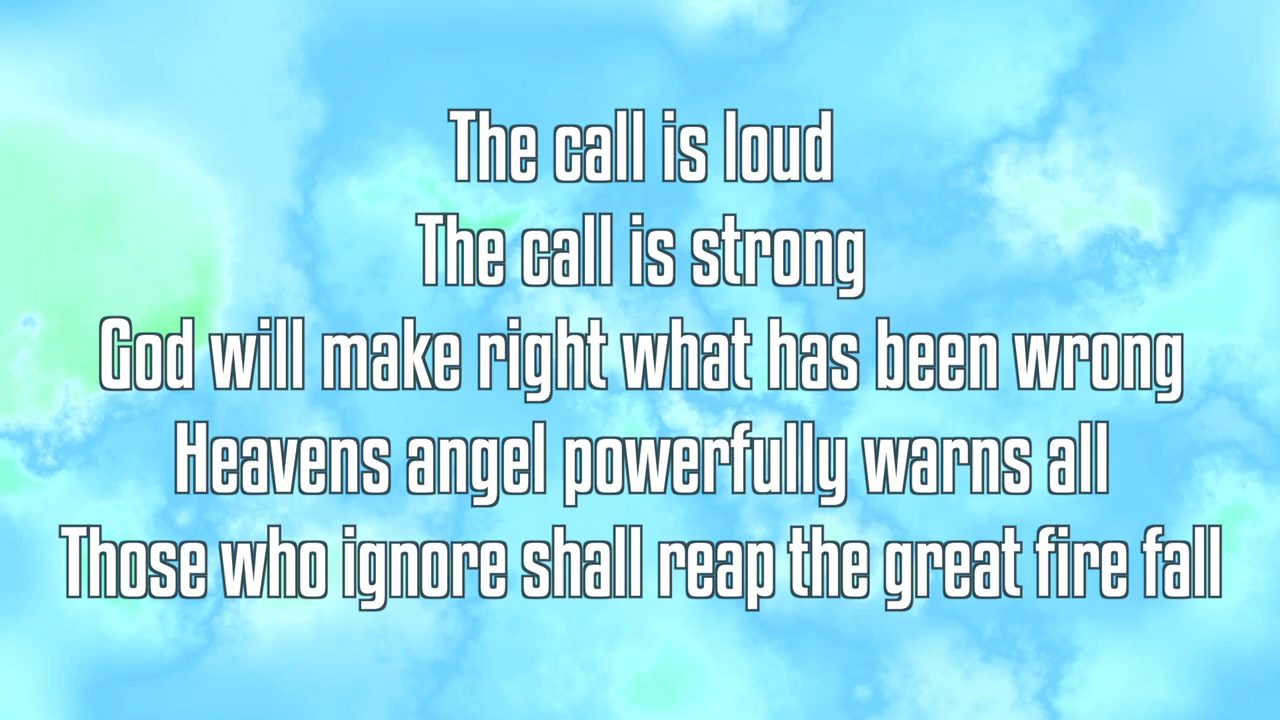 The call is loud
The call is strong
God will make right what has been wrong
Heavens angel powerfully warns all
Those who ignore shall reap the great fire fall